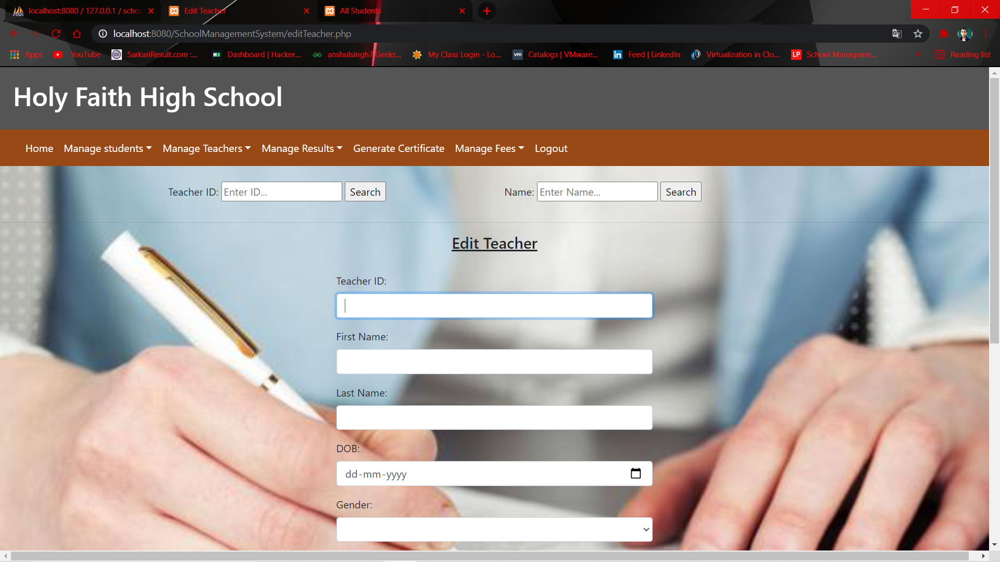 localhost:8080 / 127.0.0.1 / schoo
Edit Teacher
All Students
localhost:8080/SchoolManagementSystem/editTeacher.php
Apps
YouTube
SarkariResult.com :...
Dashboard | Hacker...
anshulsingh7 Geeks...
My Class Login - Lo...
vm
Catalogs | VMware...
in
Feed | LinkedIn
Virtualization in Clo...
LP
School Manageme...
»
Reading list
Holy Faith High School
Home
Manage students
Manage Teachers
Manage Results
Generate Certificate
Manage Fees
Logout
Teacher ID: Enter ID... Search
Name: Enter Name... Search
Edit Teacher
Teacher ID:
First Name:
Last Name:
DOB:
dd-mm-yyyy
Gender: